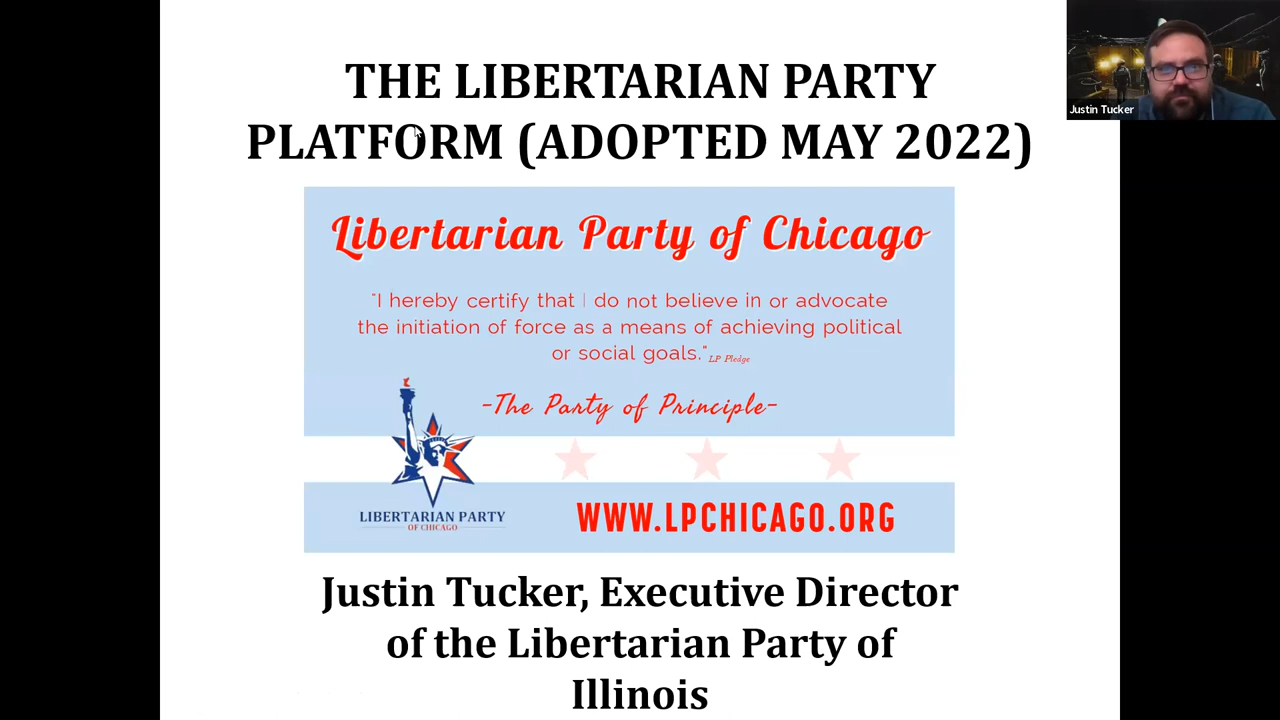 THE LIBERTARIAN PARTY
PLATFORM (ADOPTED MAY 2022)
Justin Tucker
Libertarian Party of Chicago
"I hereby certify that I do not believe in or advocate
the initiation of force as a means of achieving political
or social goals." LP Pledge
-The Party of Principle-
LIBERTARIAN PARTY
OF CHICAGO
WWW.LPCHICAGO.ORG
Justin Tucker, Executive Director
of the Libertarian Party of
Illinois